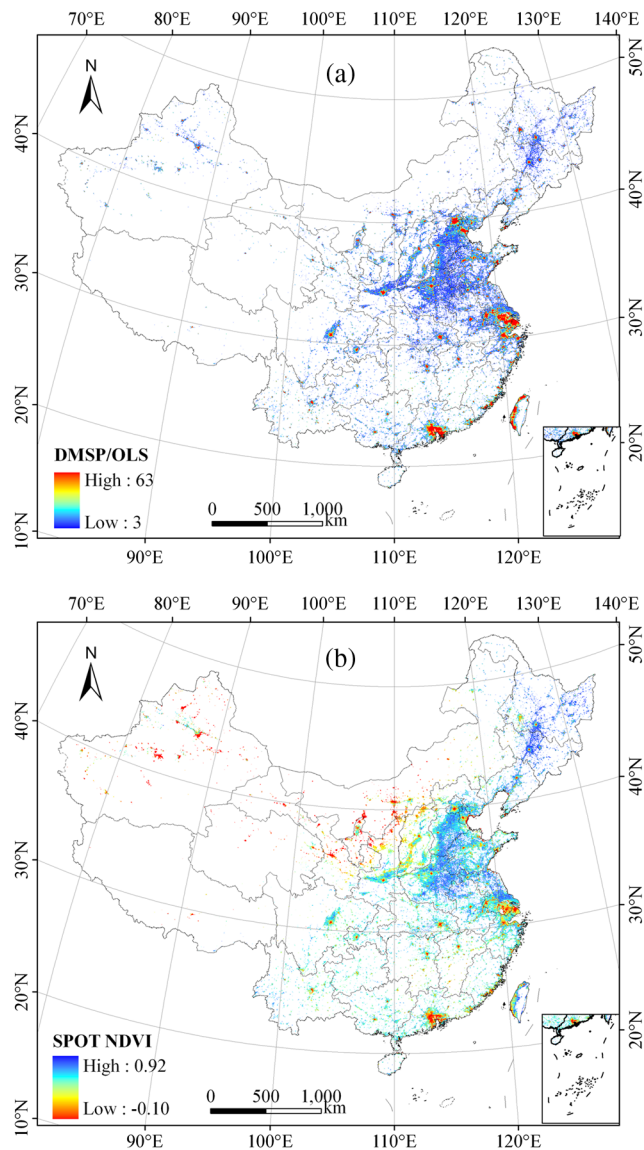 70°E 80°E 90°E 100°E 110°E 120°E 130°E 140°E
N
(a)
50°N
40°N
40°N
30°N
30°N
20°N
20°N
10°N
DMSP/OLS
High : 63
Low : 3
0 500 1,000
km
90°E 100°E 110°E 120°E
70°E 80°E 90°E 100°E 110°E 120°E 130°E 140°E
N
(b)
50°N
40°N
40°N
30°N
30°N
20°N
20°N
10°N
SPOT NDVI
High : 0.92
Low : -0.10
0 500 1,000
km
90°E 100°E 110°E 120°E